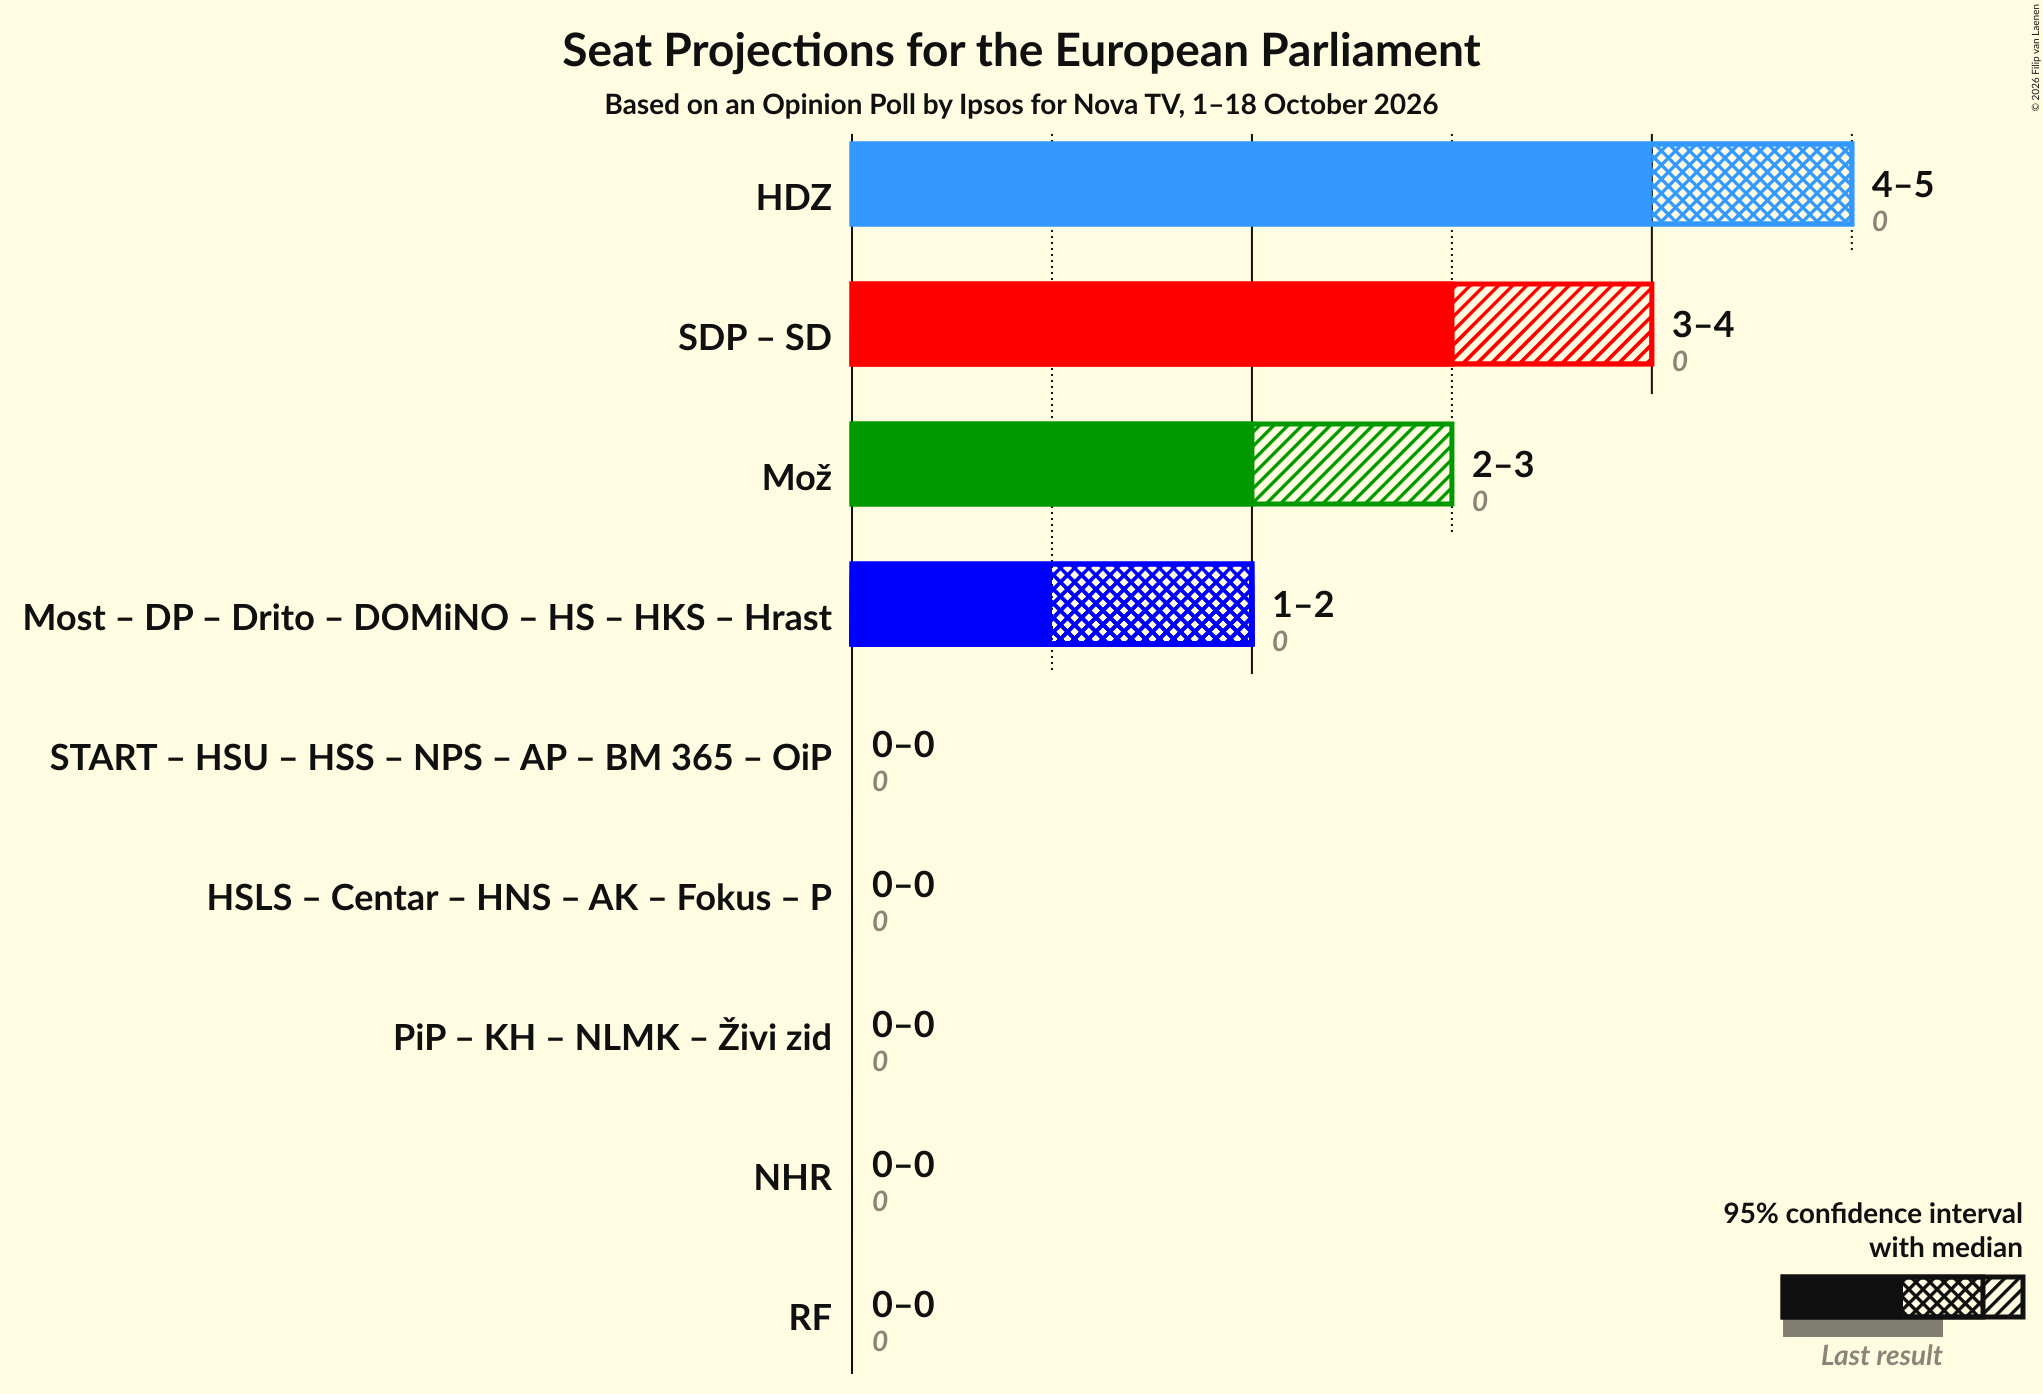 Seat Projections for the European Parliament
Based on an Opinion Poll by Ipsos for Nova TV, 1–18 October 2026
© 2026 Filip van Laenen
HDZ
4–5
0
SDP – SD
3–4
0
Mož
2–3
0
Most – DP – Drito – DOMiNO – HS – HKS – Hrast
1–2
0
START – HSU – HSS – NPS – AP – BM 365 – OiP
0–0
0
HSLS – Centar – HNS – AK – Fokus – P
0–0
0
PiP – KH – NLMK – Živi zid
0–0
0
NHR
0–0
0
RF
0–0
0
95% confidence interval
with median
Last result